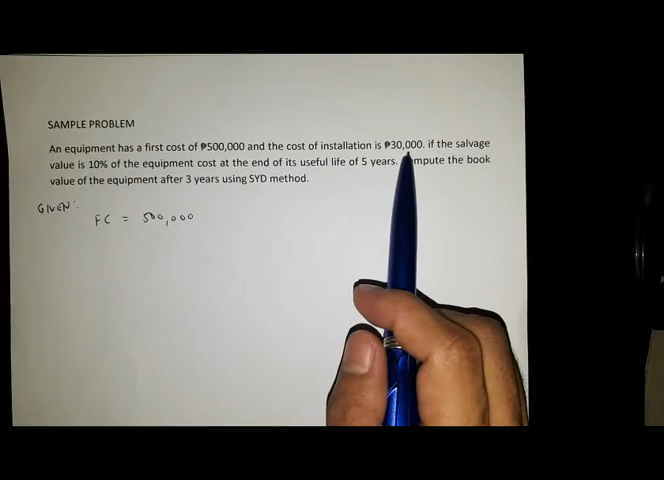 SAMPLE PROBLEM
An equipment has a first cost of ₱500,000 and the cost of installation is ₱30,000. if the salvage
value is 10% of the equipment cost at the end of its useful life of 5 years. mpute the book
value of the equipment after 3 years using SYD method.
GIVEN:
FC = 500,000